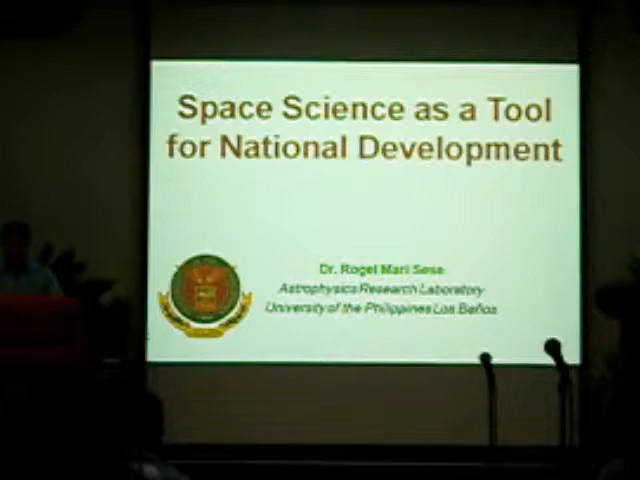 Space Science as a Tool
for National Development
Dr. Rogel Mari Sese
Astrophysics Research Laboratory
University of the Philippines Los Baños